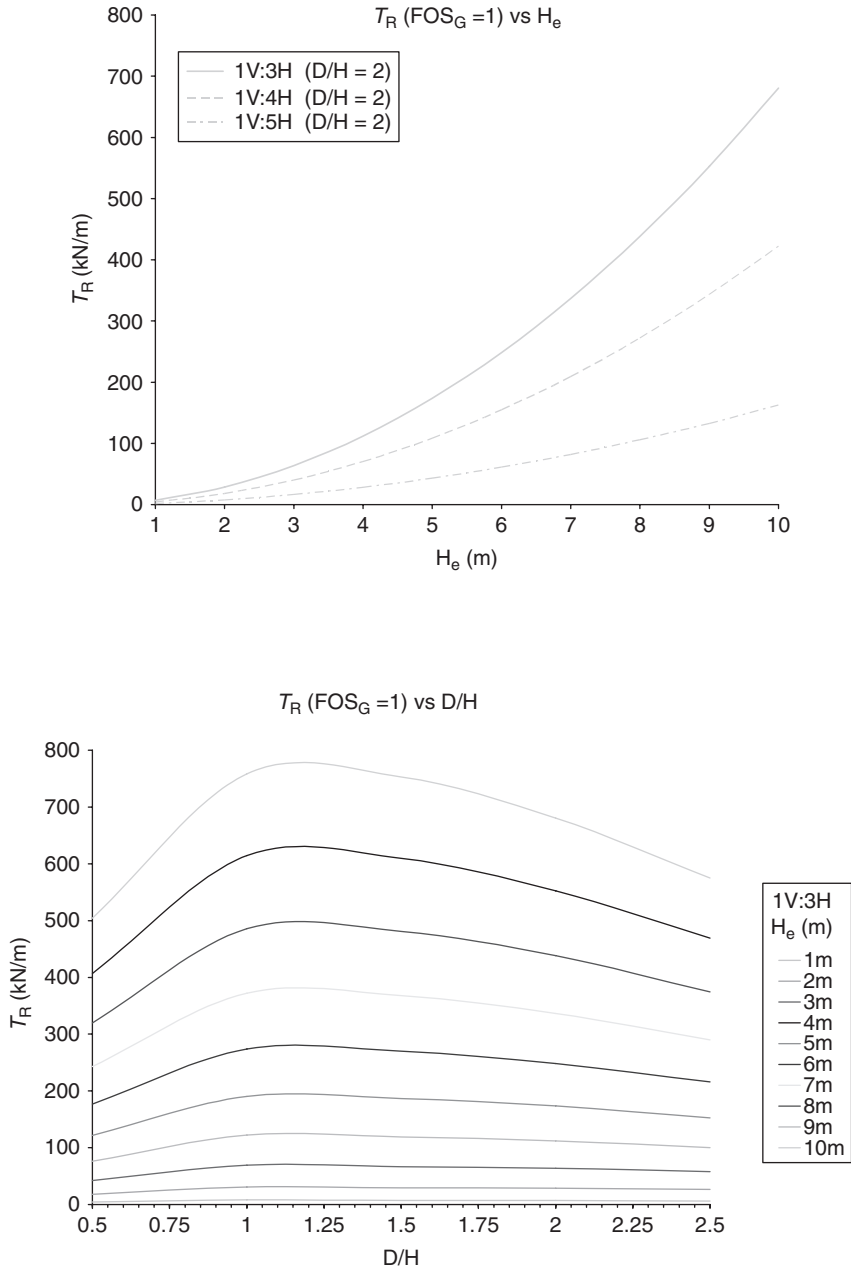 T_R (FOS_G =1) vs H_e
800
700
600
500
400
300
200
100
0
T_R (kN/m)
1V:3H (D/H = 2)
1V:4H (D/H = 2)
1V:5H (D/H = 2)
1 2 3 4 5 6 7 8 9 10
H_e (m)
T_R (FOS_G =1) vs D/H
800
700
600
500
400
300
200
100
0
T_R (kN/m)
0.5 0.75 1 1.25 1.5 1.75 2 2.25 2.5
D/H
1V:3H
H_e (m)
1m
2m
3m
4m
5m
6m
7m
8m
9m
10m